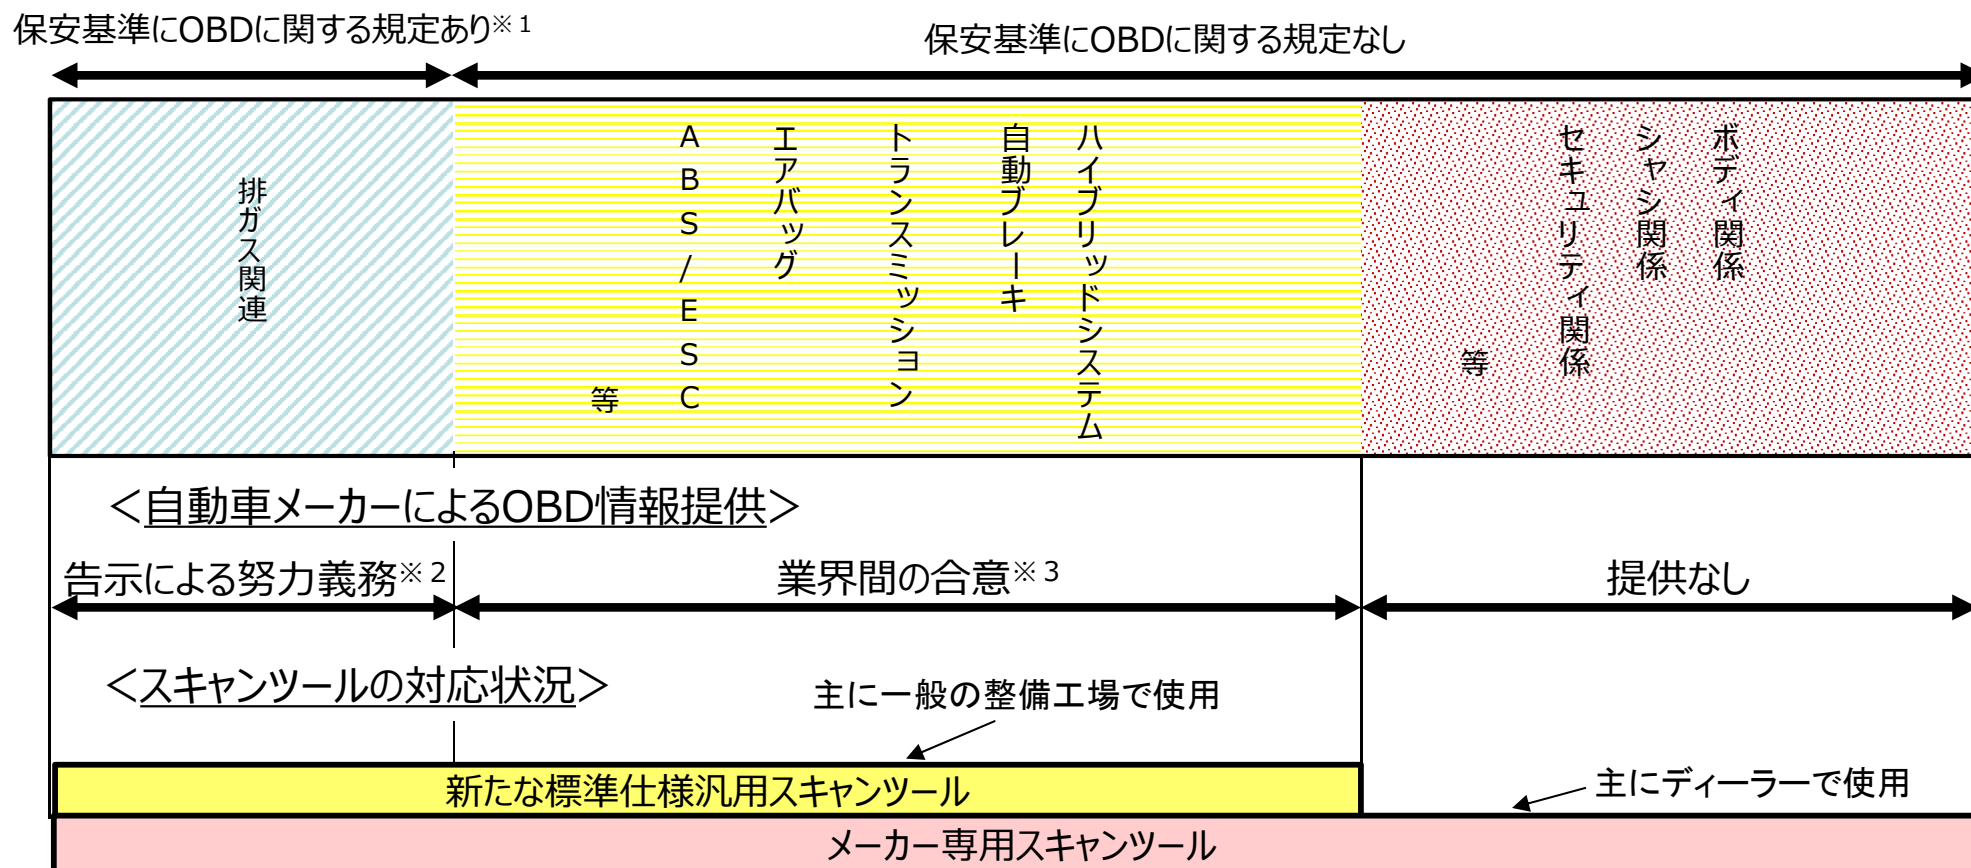 保安基準にOBDに関する規定あり※1
保安基準にOBDに関する規定なし
排ガス関連
ハイブリッドシステム
自動ブレーキ
トランスミッション
エアバッグ
ABS/ESC
等
ボディ関係
シャシ関係
セキュリティ関係
等
＜自動車メーカーによるOBD情報提供＞
告示による努力義務※2
業界間の合意※3
提供なし
＜スキャンツールの対応状況＞
主に一般の整備工場で使用
新たな標準仕様汎用スキャンツール
主にディーラーで使用
メーカー専用スキャンツール